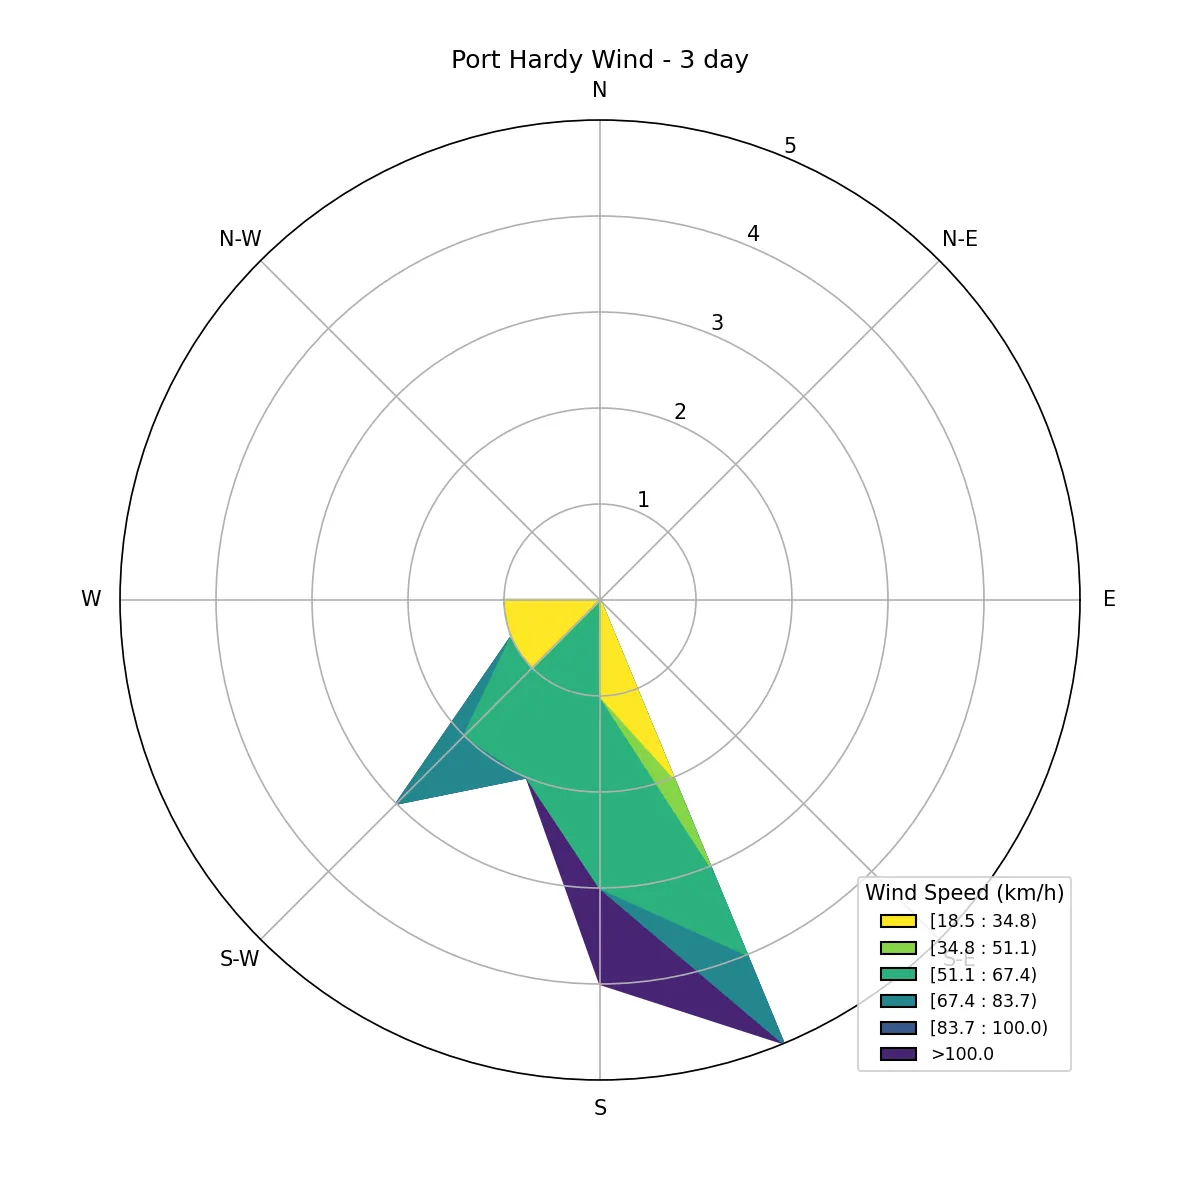 Port Hardy Wind - 3 day
N
5
N-W
N-E
4
3
2
1
W
E
Wind Speed (km/h)
[18.5 : 34.8)
[34.8 : 51.1)
S-W
S-E
[51.1 : 67.4)
[67.4 : 83.7)
[83.7 : 100.0)
>100.0
S